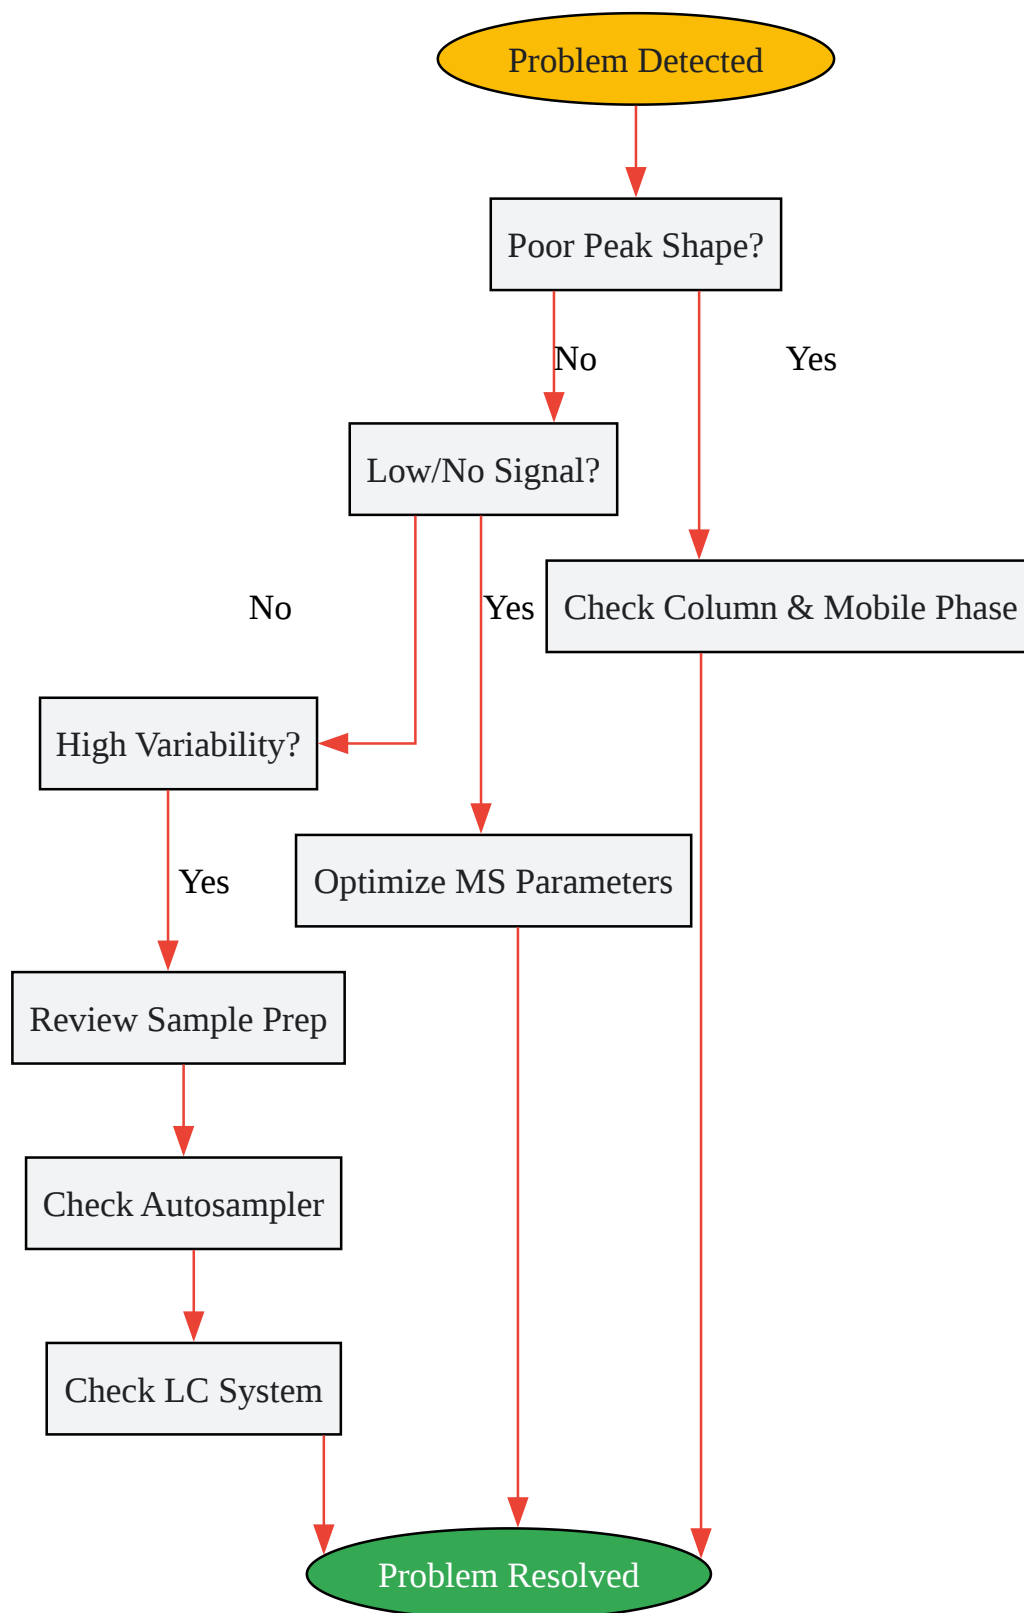 Problem Detected
Poor Peak Shape?
No
Yes
Low/No Signal?
No
Yes
Check Column & Mobile Phase
High Variability?
Yes
Optimize MS Parameters
Review Sample Prep
Check Autosampler
Check LC System
Problem Resolved